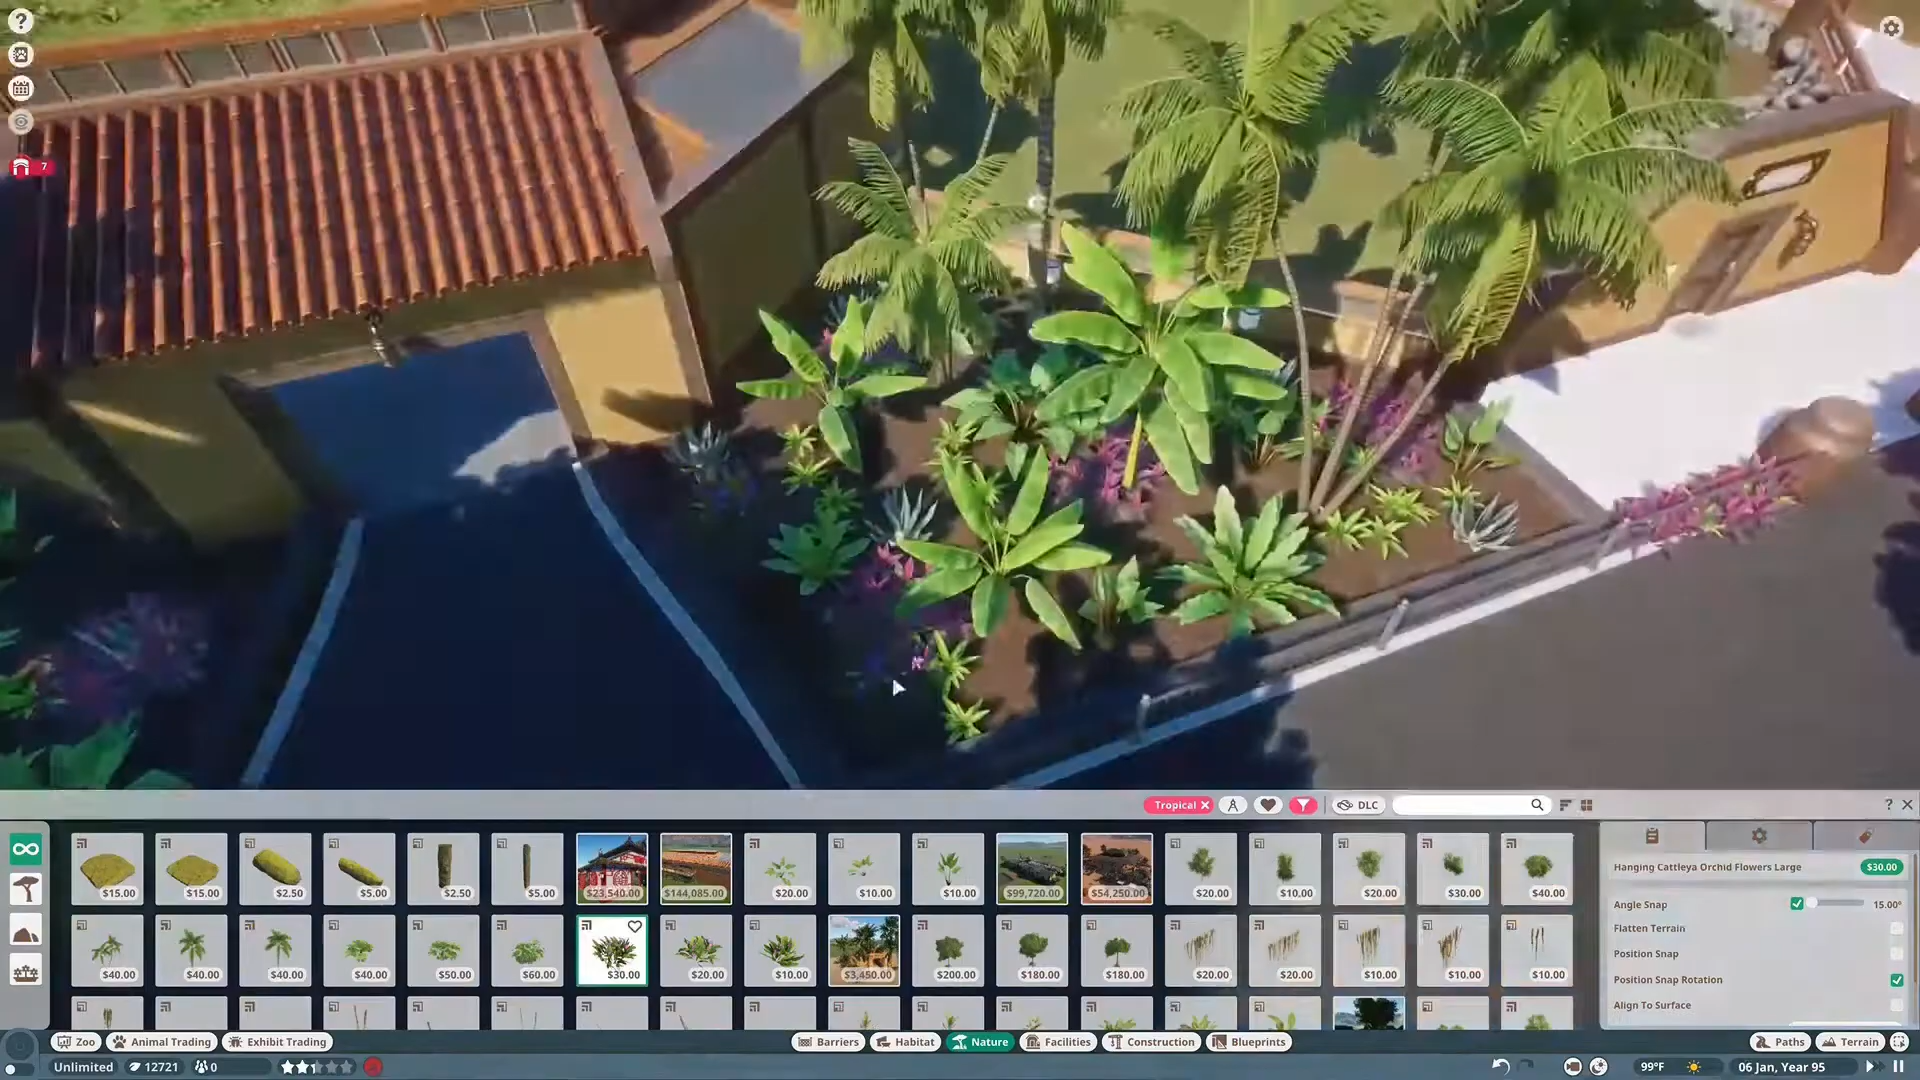 7
Tropical ×
DLC
?
$15.00 $15.00 $2.50 $5.00 $2.50 $5.00 $23,540.00 $144,085.00 $20.00 $10.00 $10.00 $99,720.00 $54,250.00 $20.00 $10.00 $20.00 $30.00 $40.00
Hanging Cattleya Orchid Flowers Large $30.00
Angle Snap 15.00°
Flatten Terrain
$40.00 $40.00 $40.00 $40.00 $50.00 $60.00 $30.00 $20.00 $10.00 $3,450.00 $200.00 $180.00 $180.00 $20.00 $20.00 $10.00 $10.00 $10.00
Position Snap
Position Snap Rotation
Align To Surface
Zoo Animal Trading Exhibit Trading Barriers Habitat Nature Facilities Construction Blueprints Paths Terrain
Unlimited 12721 0 99°F 06 Jan, Year 95